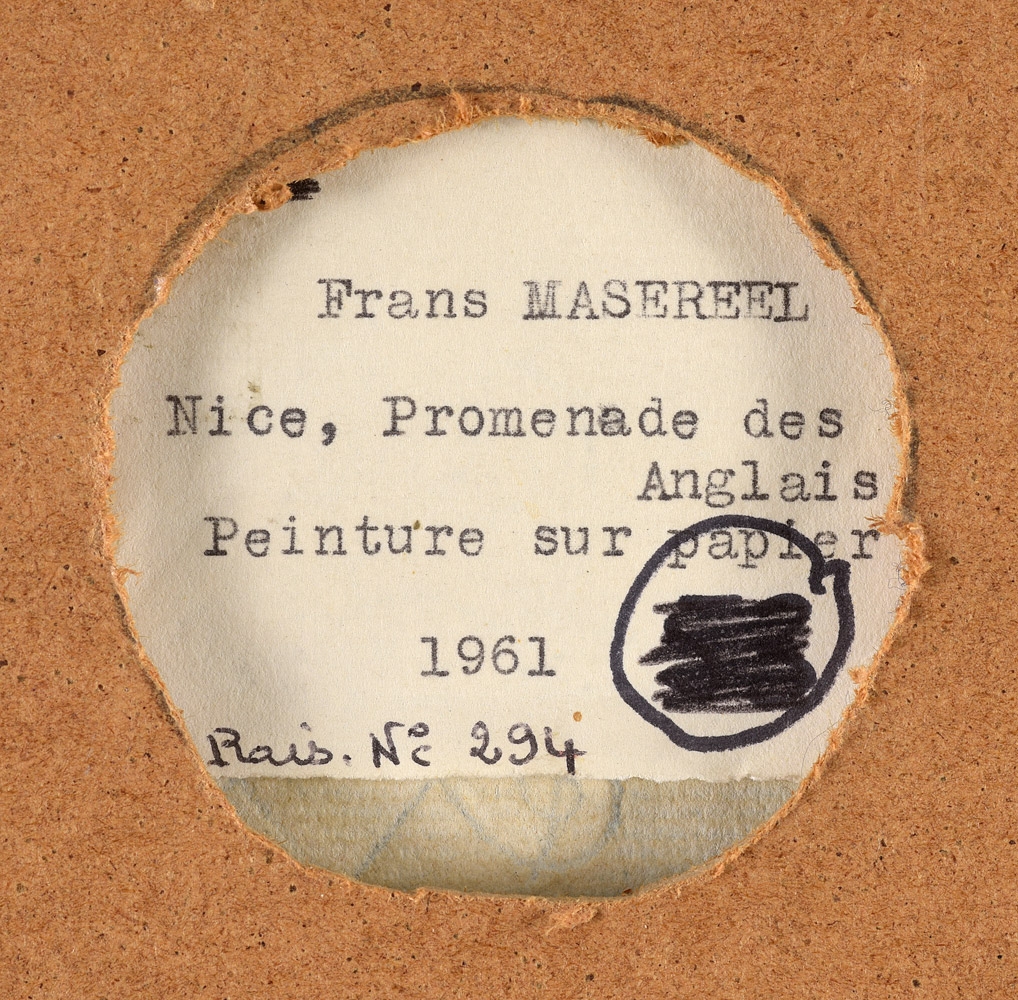 Frans MASEREEL
Nice, Promenade des
Anglais
Peinture sur papier
1961
Rais. Nº 294